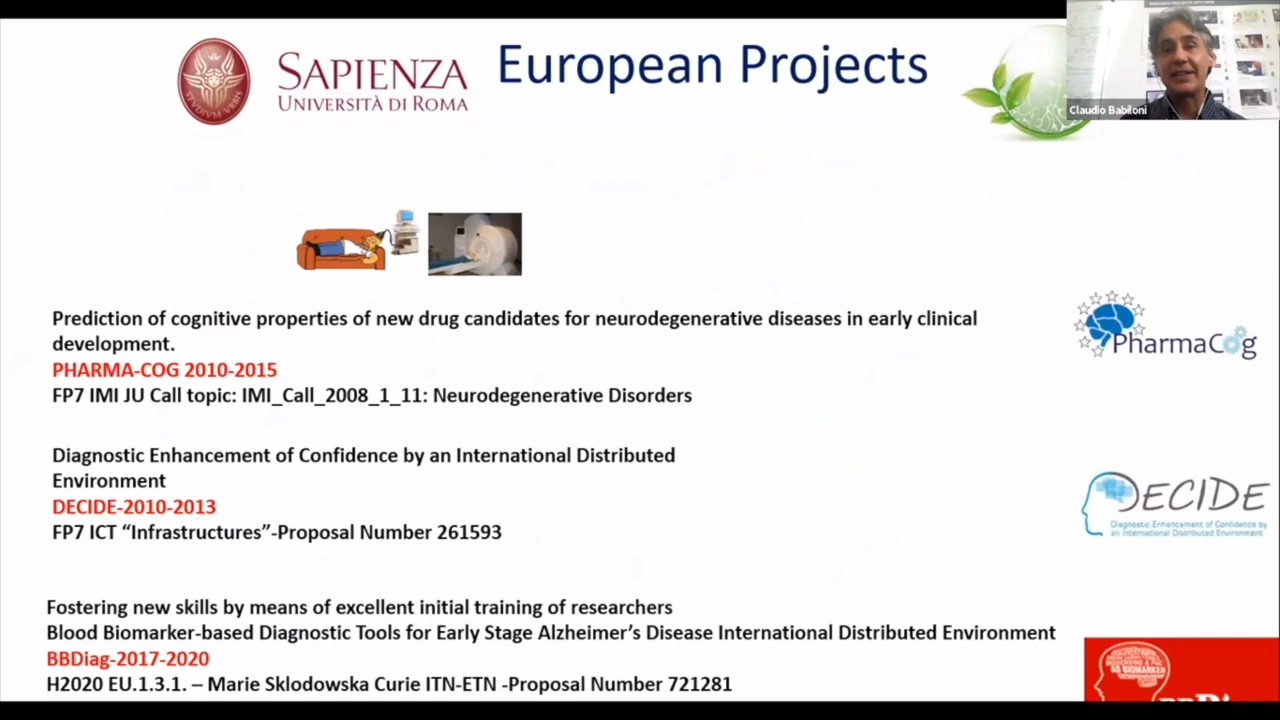 SAPIENZA
UNIVERSITÀ DI ROMA
European Projects
Claudio Babiloni
Prediction of cognitive properties of new drug candidates for neurodegenerative diseases in early clinical
development.
PHARMA-COG 2010-2015
FP7 IMI JU Call topic: IMI_Call_2008_1_11: Neurodegenerative Disorders
PharmaCog
Diagnostic Enhancement of Confidence by an International Distributed
Environment
DECIDE-2010-2013
FP7 ICT “Infrastructures”-Proposal Number 261593
DECIDE
Diagnostic Enhancement of Confidence by
an International Distributed Environment
Fostering new skills by means of excellent initial training of researchers
Blood Biomarker-based Diagnostic Tools for Early Stage Alzheimer’s Disease International Distributed Environment
BBDiag-2017-2020
H2020 EU.1.3.1. – Marie Sklodowska Curie ITN-ETN -Proposal Number 721281